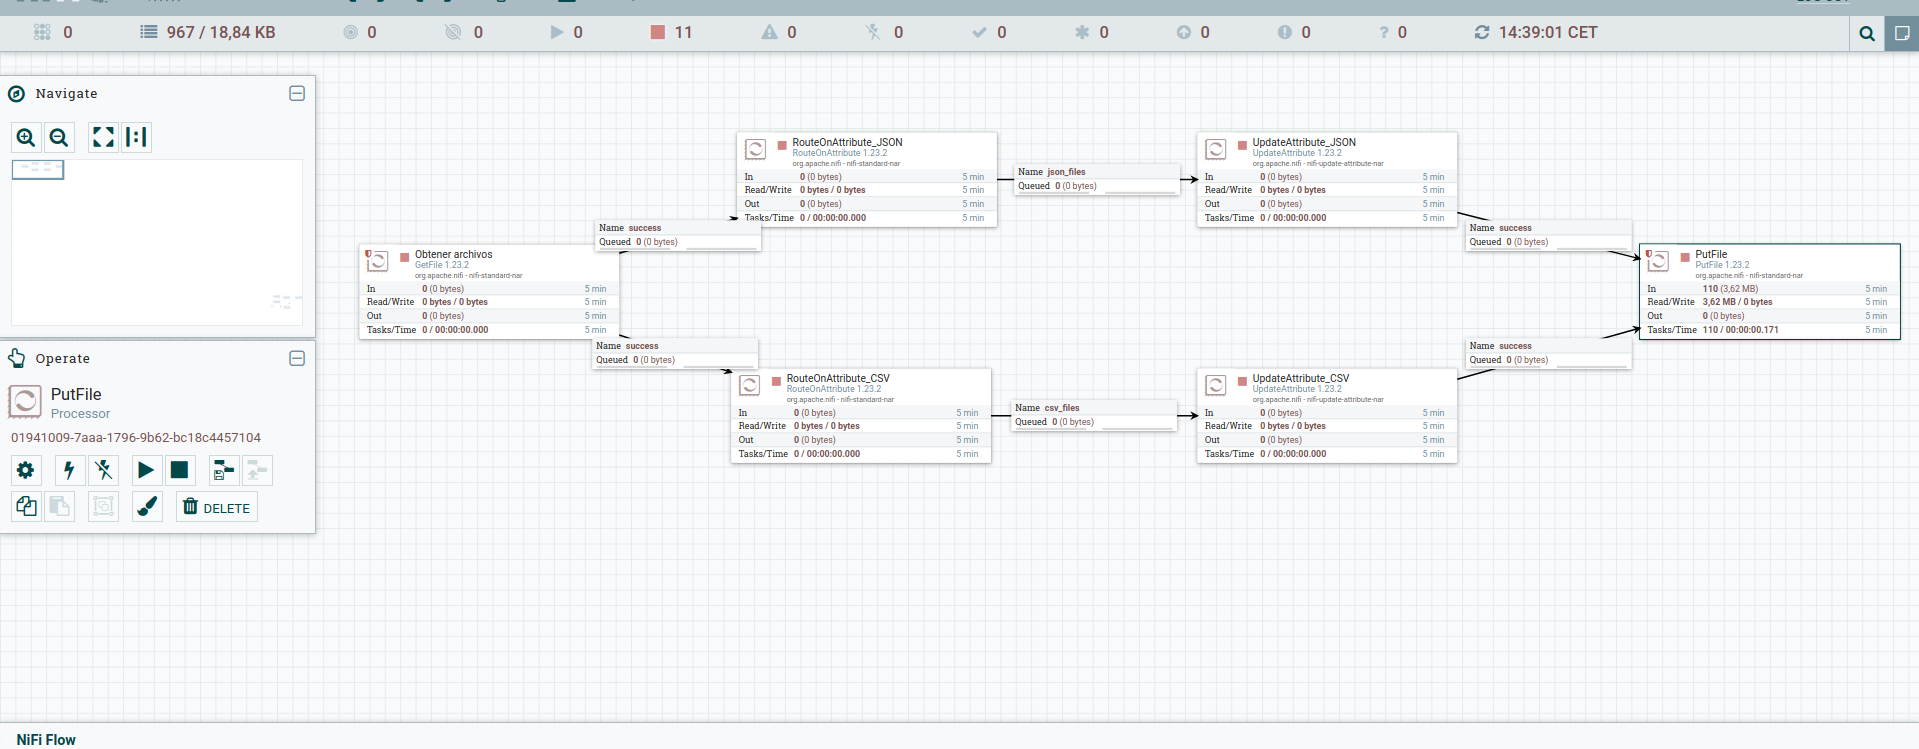 0
967 / 18,84 KB
0
0
0
11
0
0
0
0
0
0
0
14:39:01 CET
Navigate
Operate
PutFile
Processor
01941009-7aaa-1796-9b62-bc18c4457104
DELETE
Obtener archivos
GetFile 1.23.2
org.apache.nifi - nifi-standard-nar
In 0 (0 bytes) 5 min
Read/Write 0 bytes / 0 bytes 5 min
Out 0 (0 bytes) 5 min
Tasks/Time 0 / 00:00:00.000 5 min
Name success
Queued 0 (0 bytes)
Name success
Queued 0 (0 bytes)
RouteOnAttribute_JSON
RouteOnAttribute 1.23.2
org.apache.nifi - nifi-standard-nar
In 0 (0 bytes) 5 min
Read/Write 0 bytes / 0 bytes 5 min
Out 0 (0 bytes) 5 min
Tasks/Time 0 / 00:00:00.000 5 min
Name json_files
Queued 0 (0 bytes)
UpdateAttribute_JSON
UpdateAttribute 1.23.2
org.apache.nifi - nifi-update-attribute-nar
In 0 (0 bytes) 5 min
Read/Write 0 bytes / 0 bytes 5 min
Out 0 (0 bytes) 5 min
Tasks/Time 0 / 00:00:00.000 5 min
Name success
Queued 0 (0 bytes)
RouteOnAttribute_CSV
RouteOnAttribute 1.23.2
org.apache.nifi - nifi-standard-nar
In 0 (0 bytes) 5 min
Read/Write 0 bytes / 0 bytes 5 min
Out 0 (0 bytes) 5 min
Tasks/Time 0 / 00:00:00.000 5 min
Name csv_files
Queued 0 (0 bytes)
UpdateAttribute_CSV
UpdateAttribute 1.23.2
org.apache.nifi - nifi-update-attribute-nar
In 0 (0 bytes) 5 min
Read/Write 0 bytes / 0 bytes 5 min
Out 0 (0 bytes) 5 min
Tasks/Time 0 / 00:00:00.000 5 min
Name success
Queued 0 (0 bytes)
PutFile
PutFile 1.23.2
org.apache.nifi - nifi-standard-nar
In 110 (3,62 MB) 5 min
Read/Write 3,62 MB / 0 bytes 5 min
Out 0 (0 bytes) 5 min
Tasks/Time 110 / 00:00:00.171 5 min
NiFi Flow